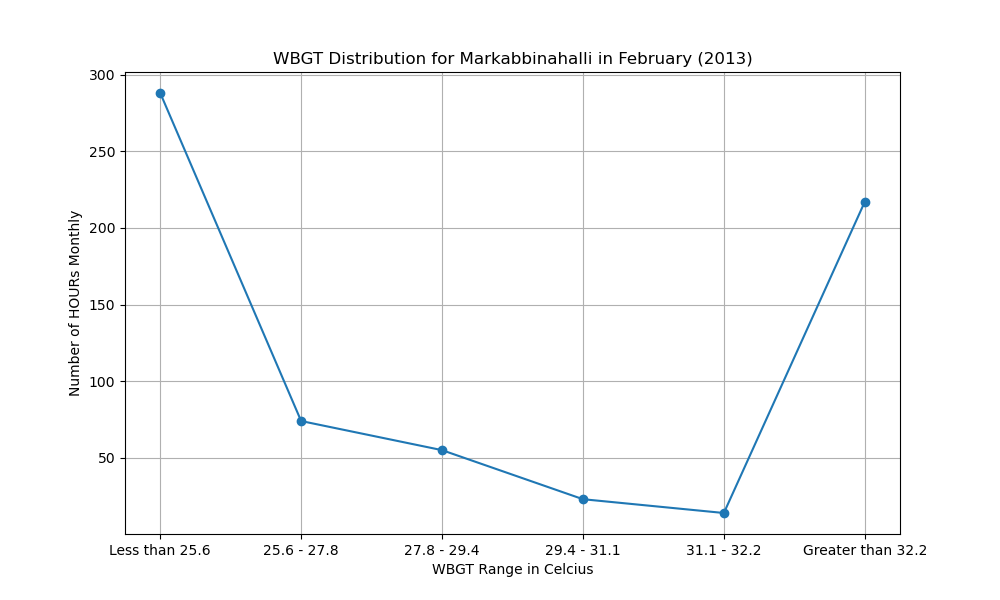 WBGT Distribution for Markabbinahalli in February (2013)
300
250
200
150
100
50
Number of HOURs Monthly
Less than 25.6
25.6 - 27.8
27.8 - 29.4
29.4 - 31.1
31.1 - 32.2
Greater than 32.2
WBGT Range in Celcius